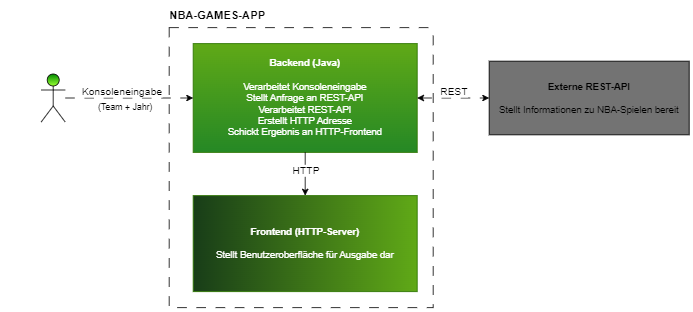 NBA-GAMES-APP
Backend (Java)
Verarbeitet Konsoleneingabe
Stellt Anfrage an REST-API
Verarbeitet REST-API
Erstellt HTTP Adresse
Schickt Ergebnis an HTTP-Frontend
Konsoleneingabe
(Team + Jahr)
REST
Externe REST-API
Stellt Informationen zu NBA-Spielen bereit
HTTP
Frontend (HTTP-Server)
Stellt Benutzeroberfläche für Ausgabe dar